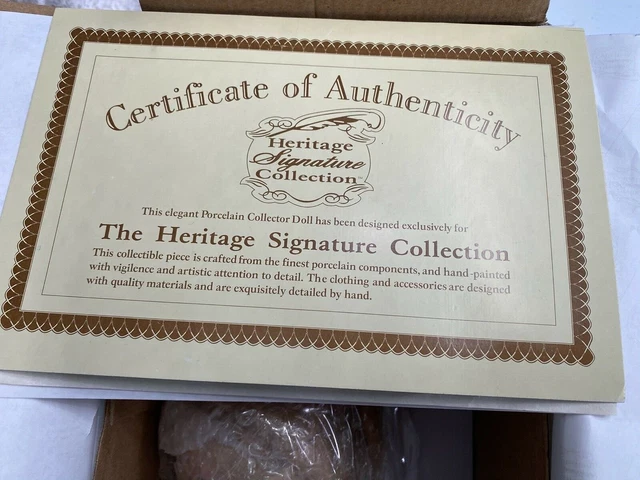 Certificate of Authenticity
Heritage
Signature
Collection™
This elegant Porcelain Collector Doll has been designed exclusively for
The Heritage Signature Collection
This collectible piece is crafted from the finest porcelain components, and hand-painted
with vigilence and artistic attention to detail. The clothing and accessories are designed
with quality materials and are exquisitely detailed by hand.